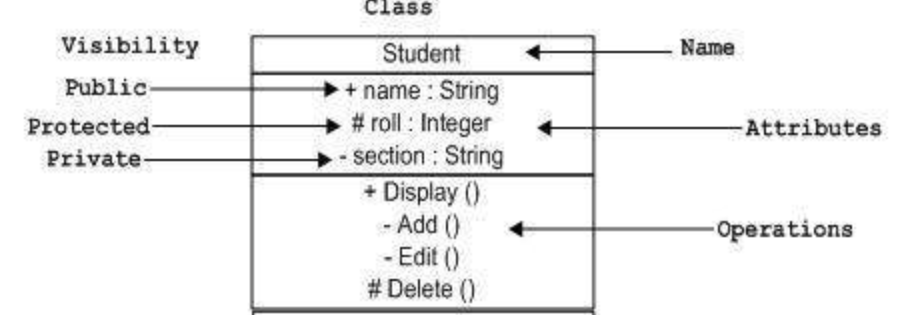 Class
Visibility
Student
Name
Public
+ name : String
Protected
# roll : Integer
Attributes
Private
- section : String
+ Display ()
- Add ()
Operations
- Edit ()
# Delete ()